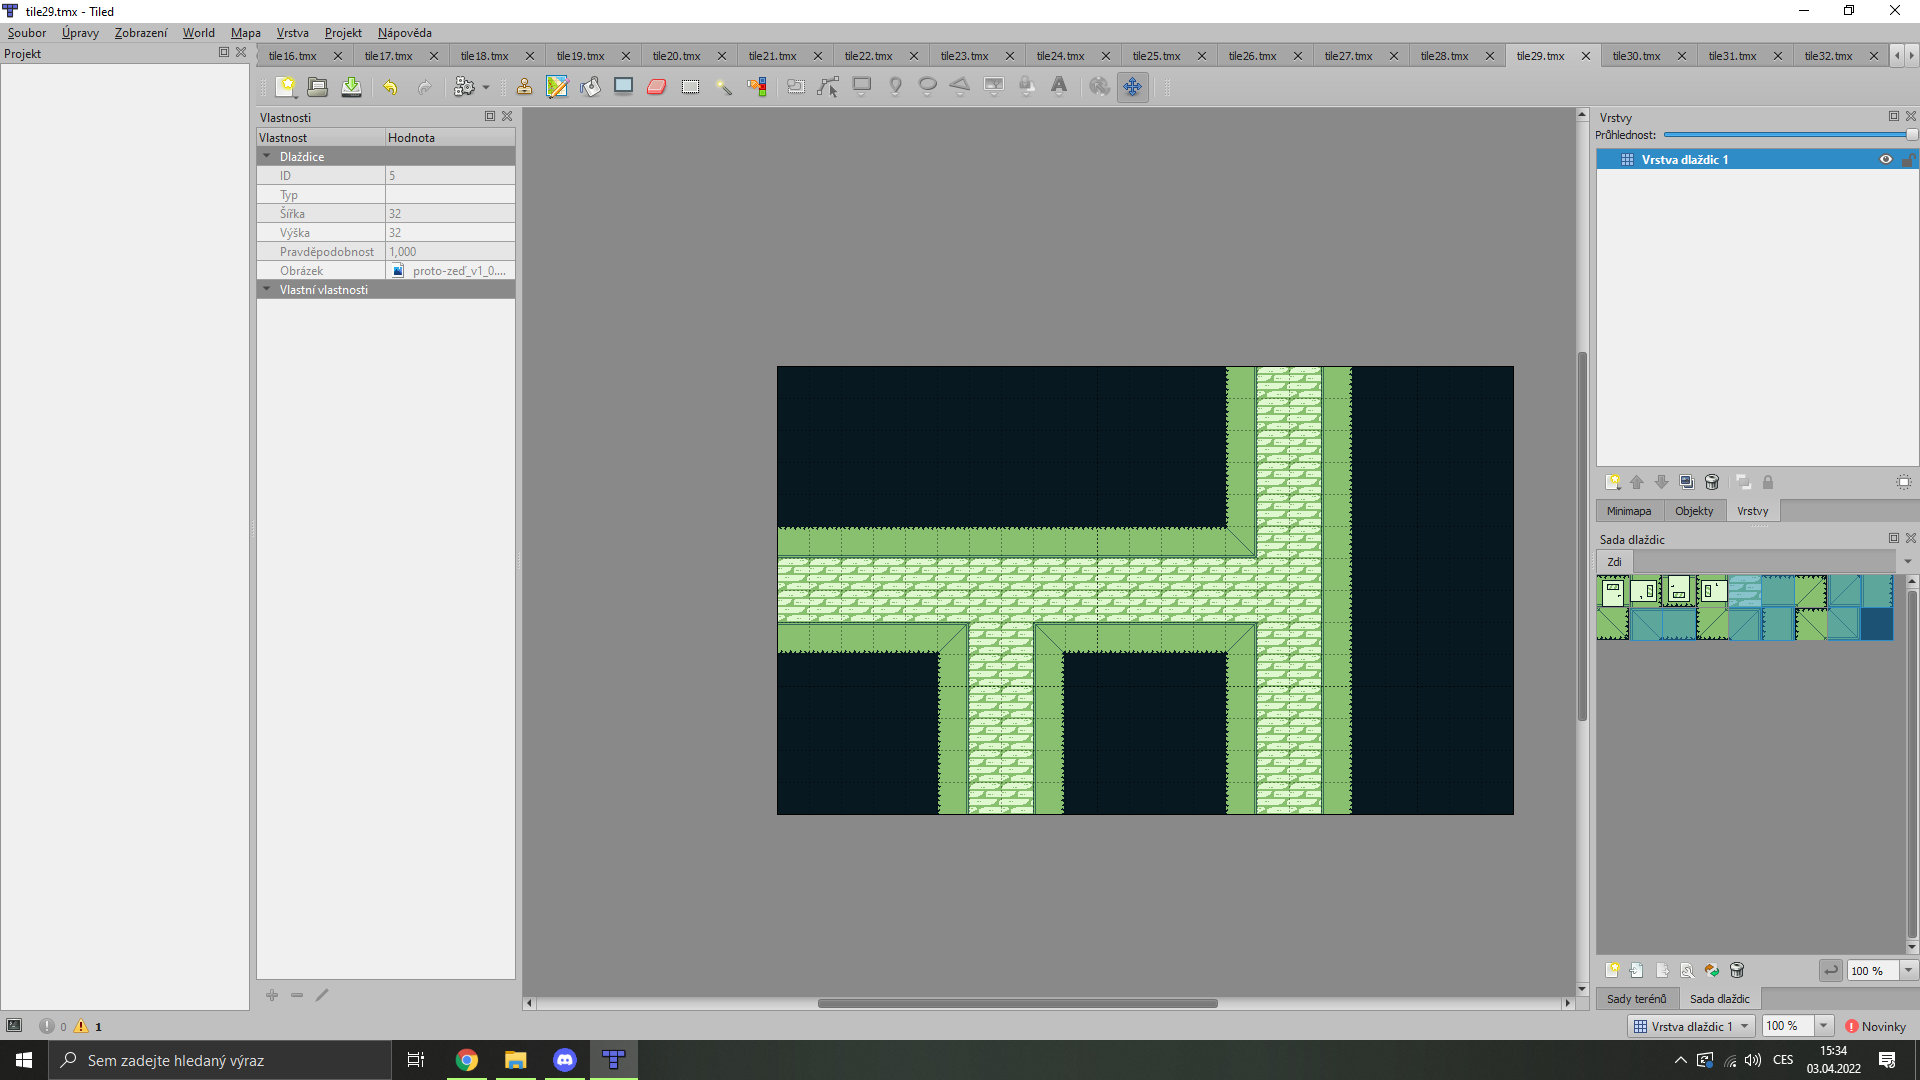 tile29.tmx - Tiled
Soubor Úpravy Zobrazení World Mapa Vrstva Projekt Nápověda
Projekt
tile16.tmx tile17.tmx tile18.tmx tile19.tmx tile20.tmx tile21.tmx tile22.tmx tile23.tmx tile24.tmx tile25.tmx tile26.tmx tile27.tmx tile28.tmx tile29.tmx tile30.tmx tile31.tmx tile32.tmx
Vlastnosti
Vlastnost Hodnota
Dlaždice
ID 5
Typ
Šířka 32
Výška 32
Pravděpodobnost 1,000
Obrázek proto-zeď_v1_0....
Vlastní vlastnosti
Vrstvy
Průhlednost:
Vrstva dlaždic 1
Minimapa Objekty Vrstvy
Sada dlaždic
Zdi
100 %
Sady terénů Sada dlaždic
0 1
Vrstva dlaždic 1 100 % Novinky
Sem zadejte hledaný výraz
CES
15:34
03.04.2022